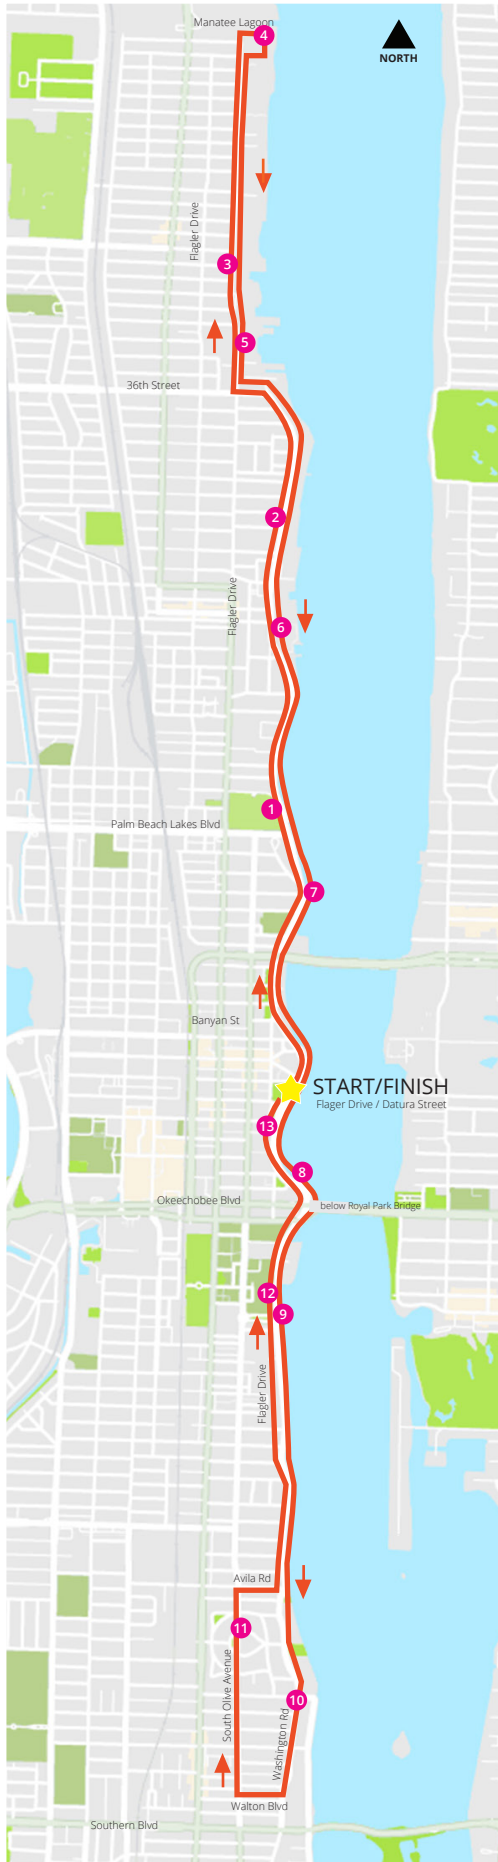 Manatee Lagoon
4
NORTH
Flagler Drive
3
5
36th Street
2
Flagler Drive
6
1
Palm Beach Lakes Blvd
7
Banyan St
START/FINISH
Flager Drive / Datura Street
13
8
Okeechobee Blvd
below Royal Park Bridge
12
9
Flagler Drive
Avila Rd
11
South Olive Avenue
10
Washington Rd
Walton Blvd
Southern Blvd